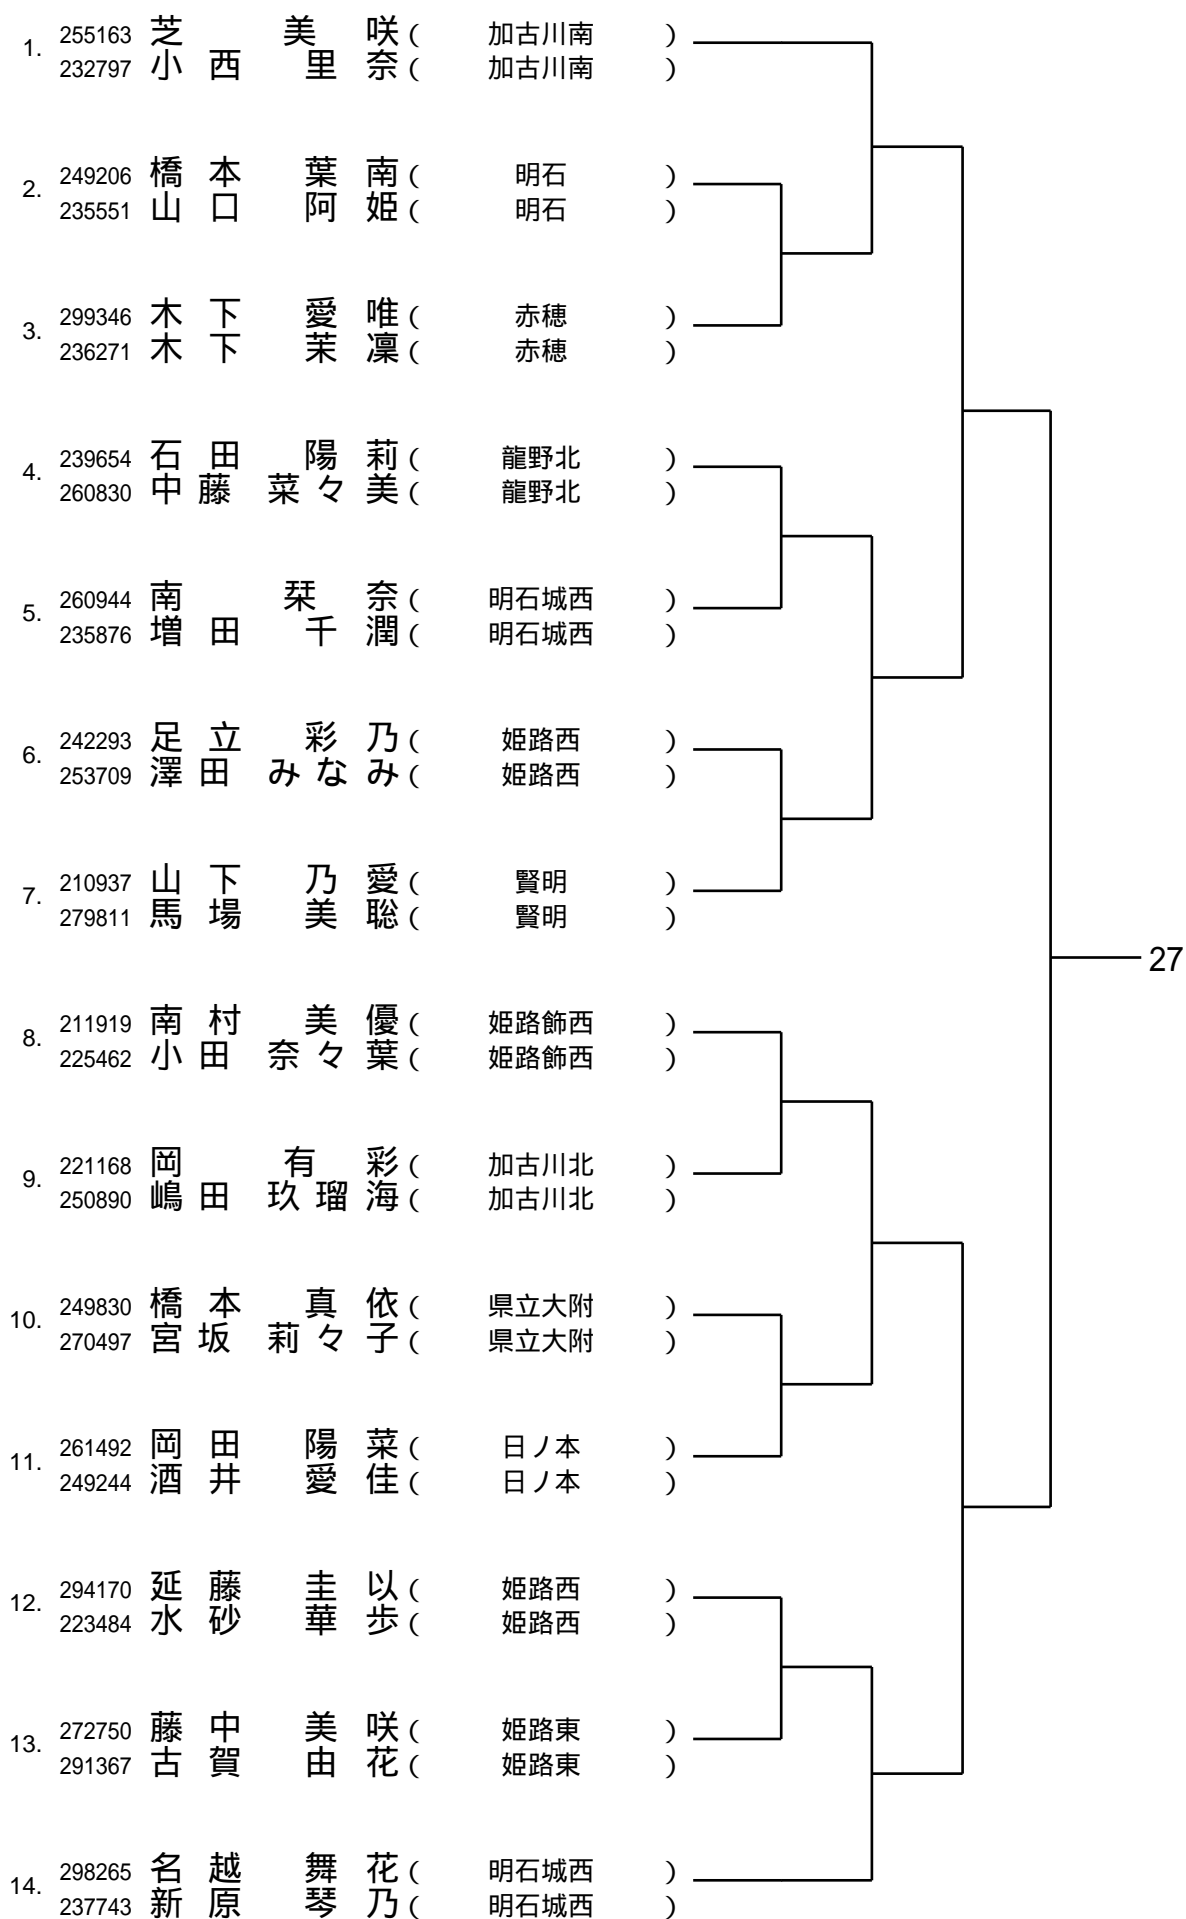 1. 255163 芝 美 咲 ( 加古川南 )
232797 小 西 里 奈 ( 加古川南 )
2. 249206 橋 本 葉 南 ( 明石 )
235551 山 口 阿 姫 ( 明石 )
3. 299346 木 下 愛 唯 ( 赤穂 )
236271 木 下 茉 凜 ( 赤穂 )
4. 239654 石 田 陽 莉 ( 龍野北 )
260830 中 藤 菜 々 美 ( 龍野北 )
5. 260944 南 栞 奈 ( 明石城西 )
235876 増 田 千 潤 ( 明石城西 )
6. 242293 足 立 彩 乃 ( 姫路西 )
253709 澤 田 み な み ( 姫路西 )
7. 210937 山 下 乃 愛 ( 賢明 )
279811 馬 場 美 聡 ( 賢明 )
27
8. 211919 南 村 美 優 ( 姫路飾西 )
225462 小 田 奈 々 葉 ( 姫路飾西 )
9. 221168 岡 有 彩 ( 加古川北 )
250890 嶋 田 玖 瑠 海 ( 加古川北 )
10. 249830 橋 本 真 依 ( 県立大附 )
270497 宮 坂 莉 々 子 ( 県立大附 )
11. 261492 岡 田 陽 菜 ( 日ノ本 )
249244 酒 井 愛 佳 ( 日ノ本 )
12. 294170 延 藤 圭 以 ( 姫路西 )
223484 水 砂 華 歩 ( 姫路西 )
13. 272750 藤 中 美 咲 ( 姫路東 )
291367 古 賀 由 花 ( 姫路東 )
14. 298265 名 越 舞 花 ( 明石城西 )
237743 新 原 琴 乃 ( 明石城西 )